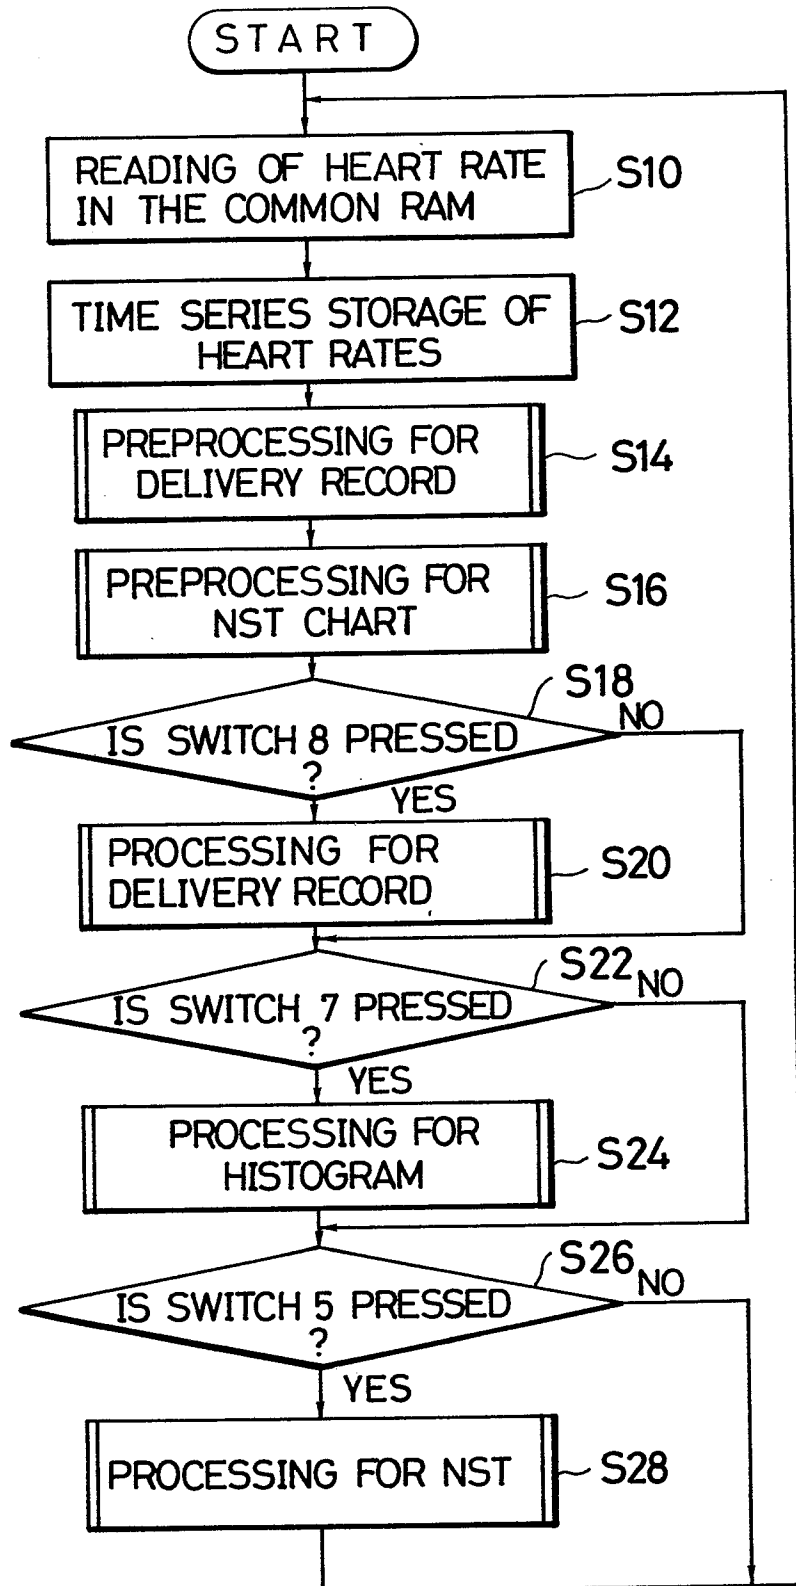 START
READING OF HEART RATE
IN THE COMMON RAM
S10
TIME SERIES STORAGE OF
HEART RATES
S12
PREPROCESSING FOR
DELIVERY RECORD
S14
PREPROCESSING FOR
NST CHART
S16
S18
NO
IS SWITCH 8 PRESSED
?
YES
PROCESSING FOR
DELIVERY RECORD
S20
S22
NO
IS SWITCH 7 PRESSED
?
YES
PROCESSING FOR
HISTOGRAM
S24
S26
NO
IS SWITCH 5 PRESSED
?
YES
PROCESSING FOR NST
S28